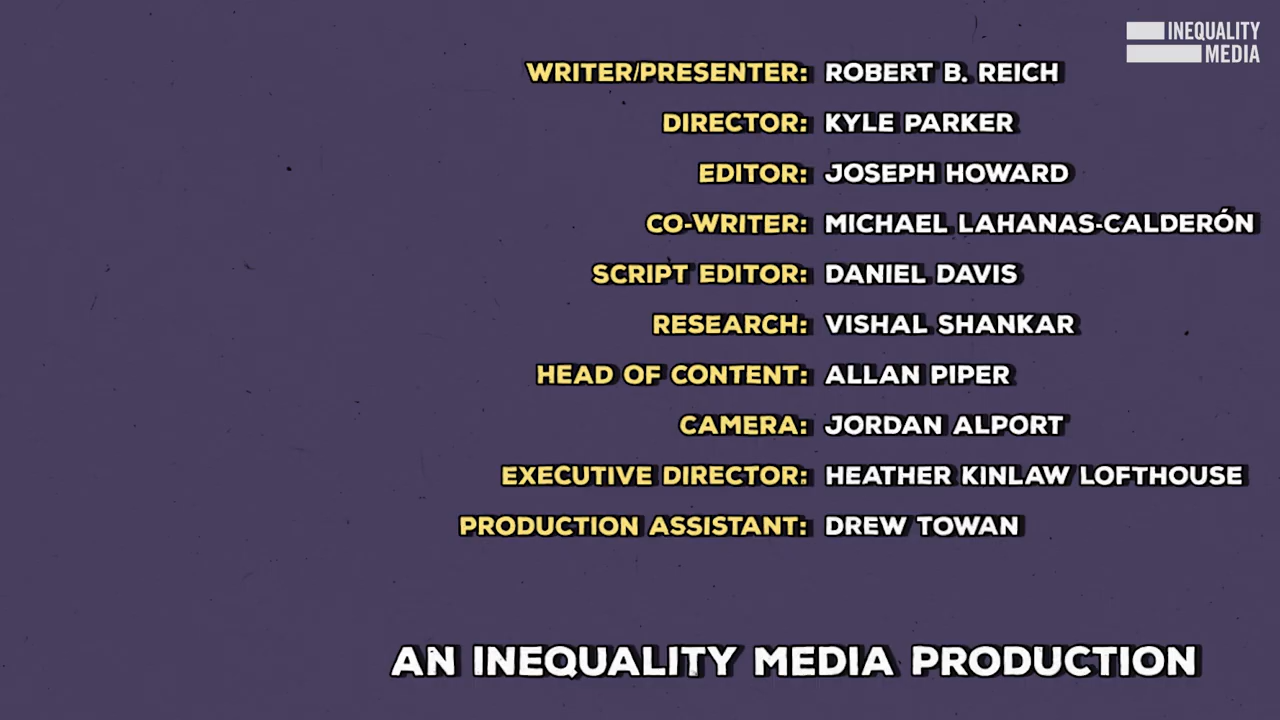 INEQUALITY
MEDIA
WRITER/PRESENTER: ROBERT B. REICH
DIRECTOR: KYLE PARKER
EDITOR: JOSEPH HOWARD
CO-WRITER: MICHAEL LAHANAS-CALDERÓN
SCRIPT EDITOR: DANIEL DAVIS
RESEARCH: VISHAL SHANKAR
HEAD OF CONTENT: ALLAN PIPER
CAMERA: JORDAN ALPORT
EXECUTIVE DIRECTOR: HEATHER KINLAW LOFTHOUSE
PRODUCTION ASSISTANT: DREW TOWAN
AN INEQUALITY MEDIA PRODUCTION